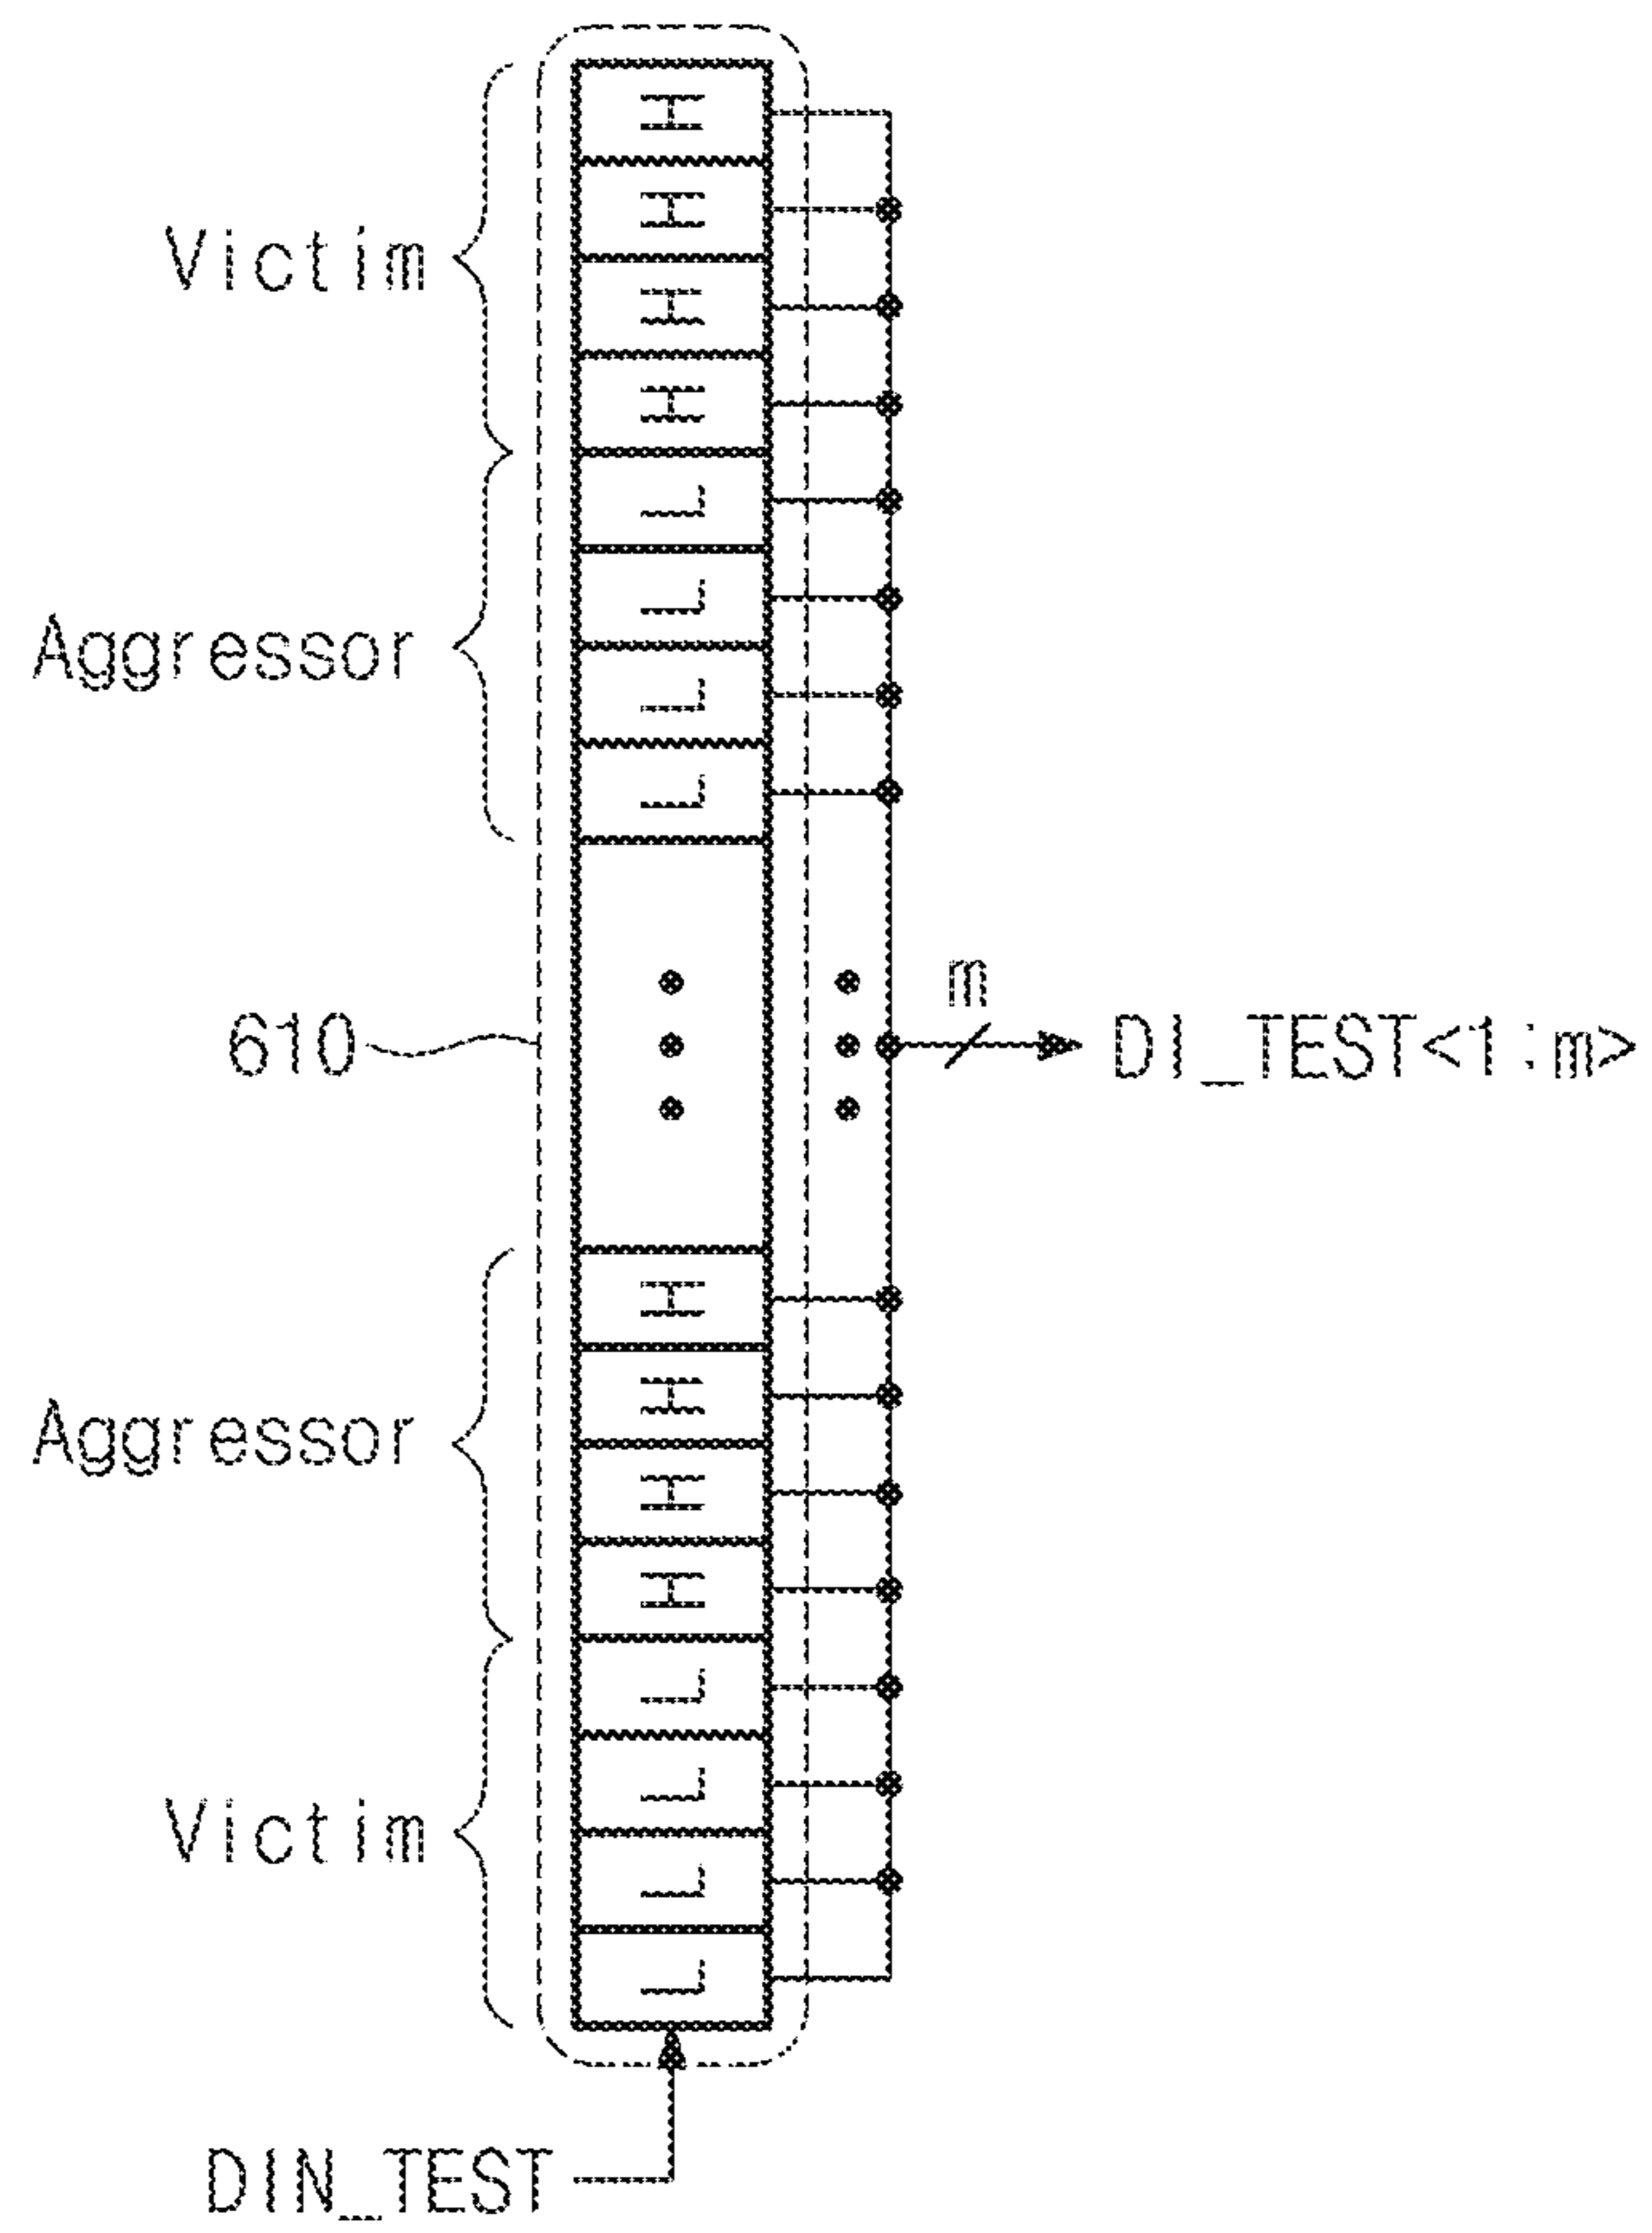 Victim
H
H
H
H
Aggressor
L
L
L
L
610
m
DI_TEST<1:m>
Aggressor
H
H
H
H
Victim
L
L
L
L
DIN_TEST